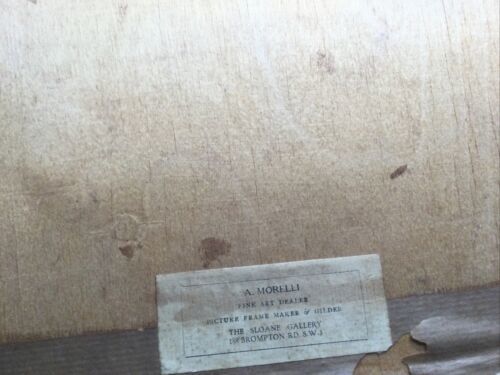 A. MORELLI
FINE ART DEALER
PICTURE FRAME MAKER & GILDER
THE SLOANE GALLERY
BROMPTON RD. S.W.3